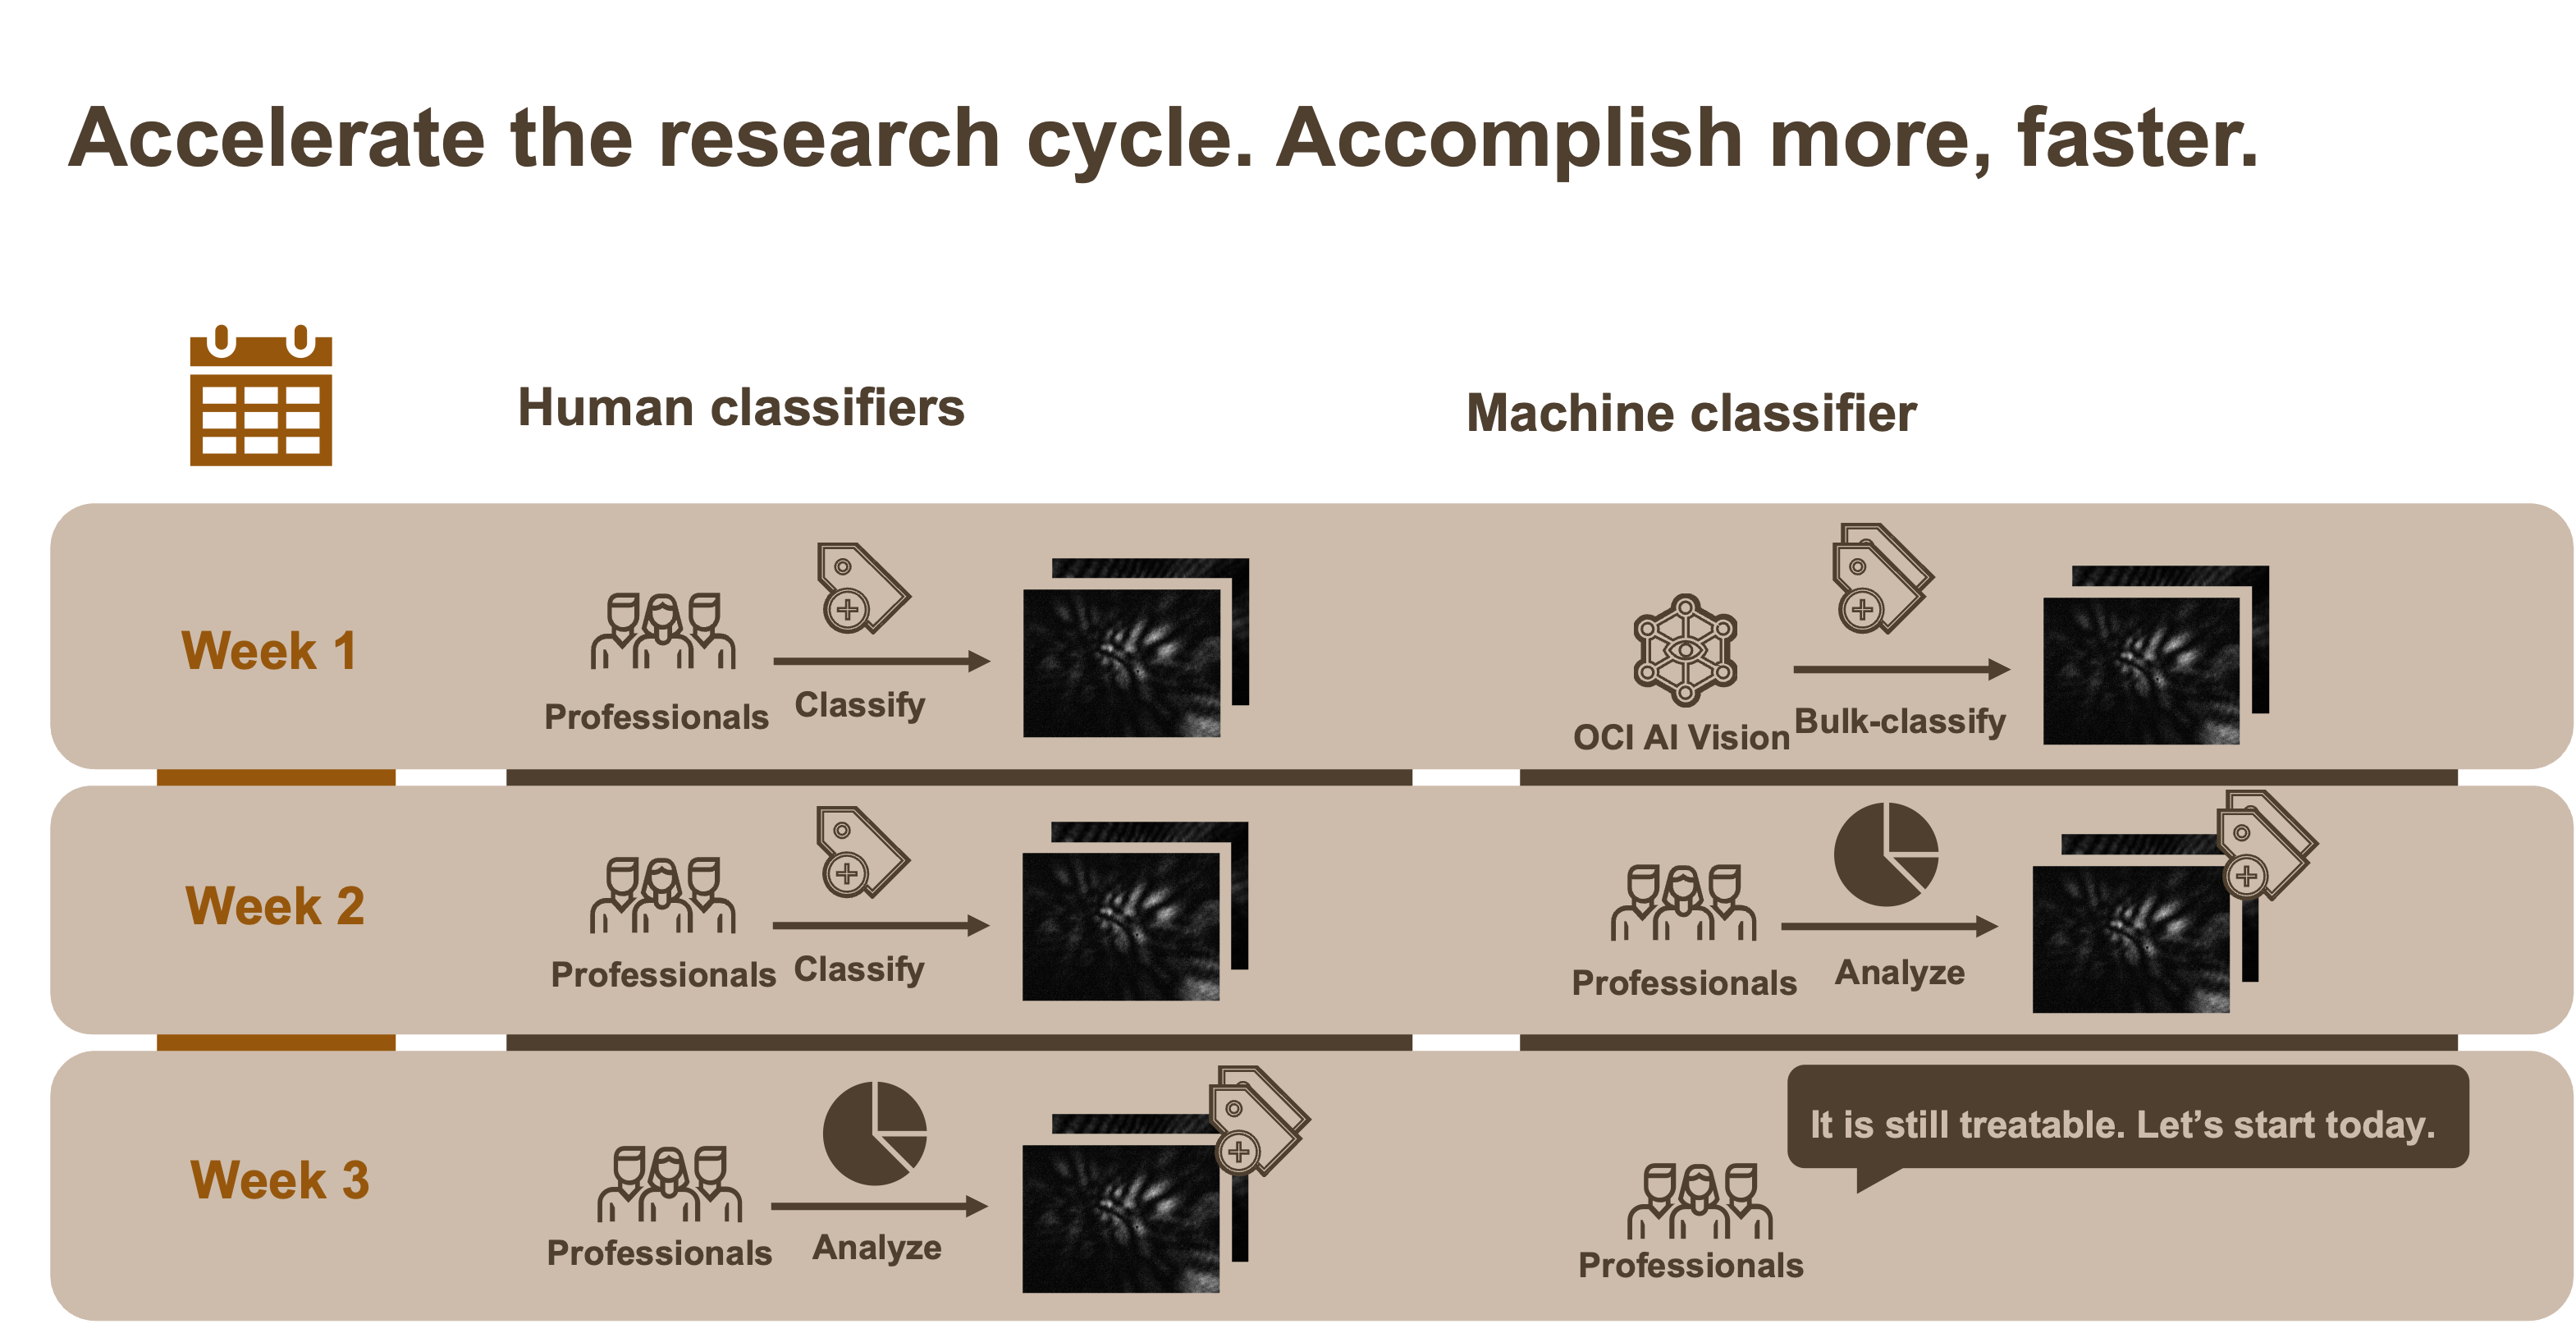 Accelerate the research cycle. Accomplish more, faster.
Human classifiers
Machine classifier
Week 1
Professionals
Classify
OCI AI Vision
Bulk-classify
Week 2
Professionals
Classify
Professionals
Analyze
Week 3
Professionals
Analyze
It is still treatable. Let’s start today.
Professionals